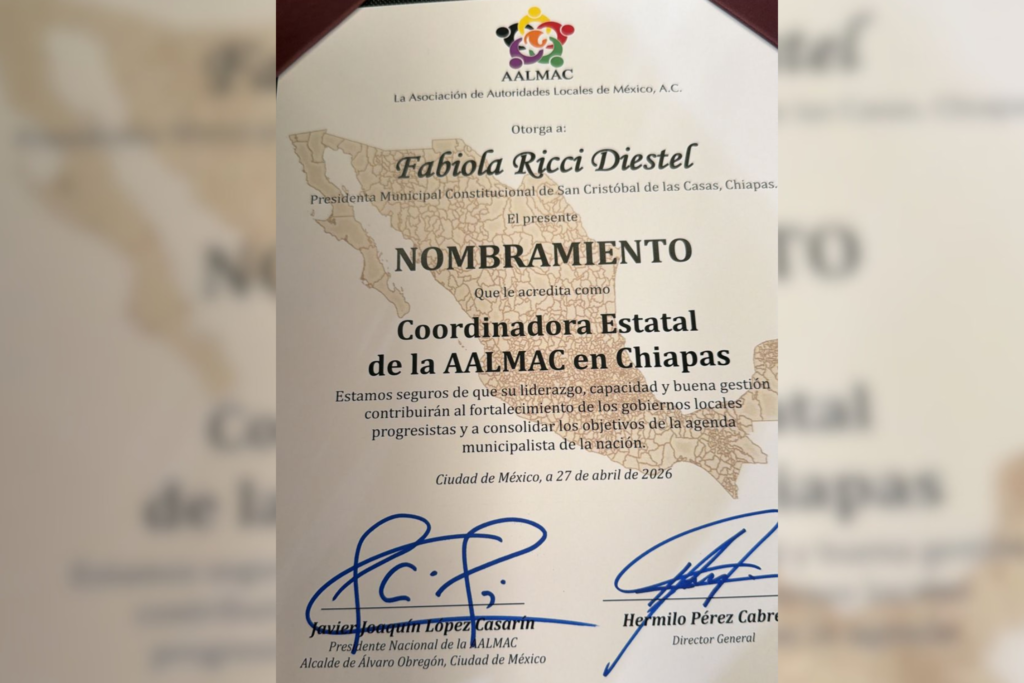 AALMAC
La Asociación de Autoridades Locales de México, A.C.
Otorga a:
Fabiola Ricci Diestel
Presidenta Municipal Constitucional de San Cristóbal de las Casas, Chiapas.
El presente
NOMBRAMIENTO
Que le acredita como
Coordinadora Estatal
de la AALMAC en Chiapas
Estamos seguros de que su liderazgo, capacidad y buena gestión
contribuirán al fortalecimiento de los gobiernos locales
progresistas y a consolidar los objetivos de la agenda
municipalista de la nación.
Ciudad de México, a 27 de abril de 2026
Javier Joaquín López Casarín
Presidente Nacional de la AALMAC
Alcalde de Álvaro Obregón, Ciudad de México
Hermilo Pérez Cabre
Director General